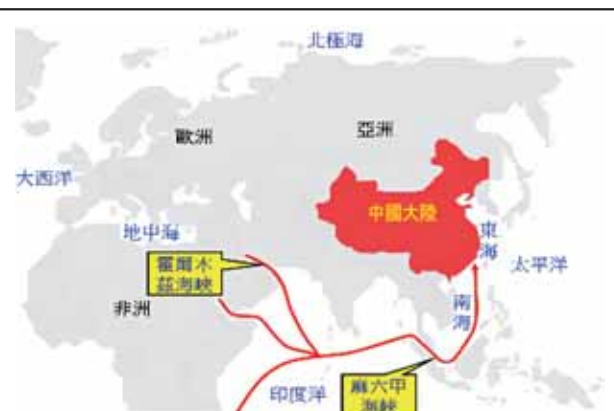 北極海
歐洲
亞洲
大西洋
中國大陸
地中海
東
海
太平洋
霍爾木
茲海峽
非洲
南
海
印度洋
麻六甲
海峽